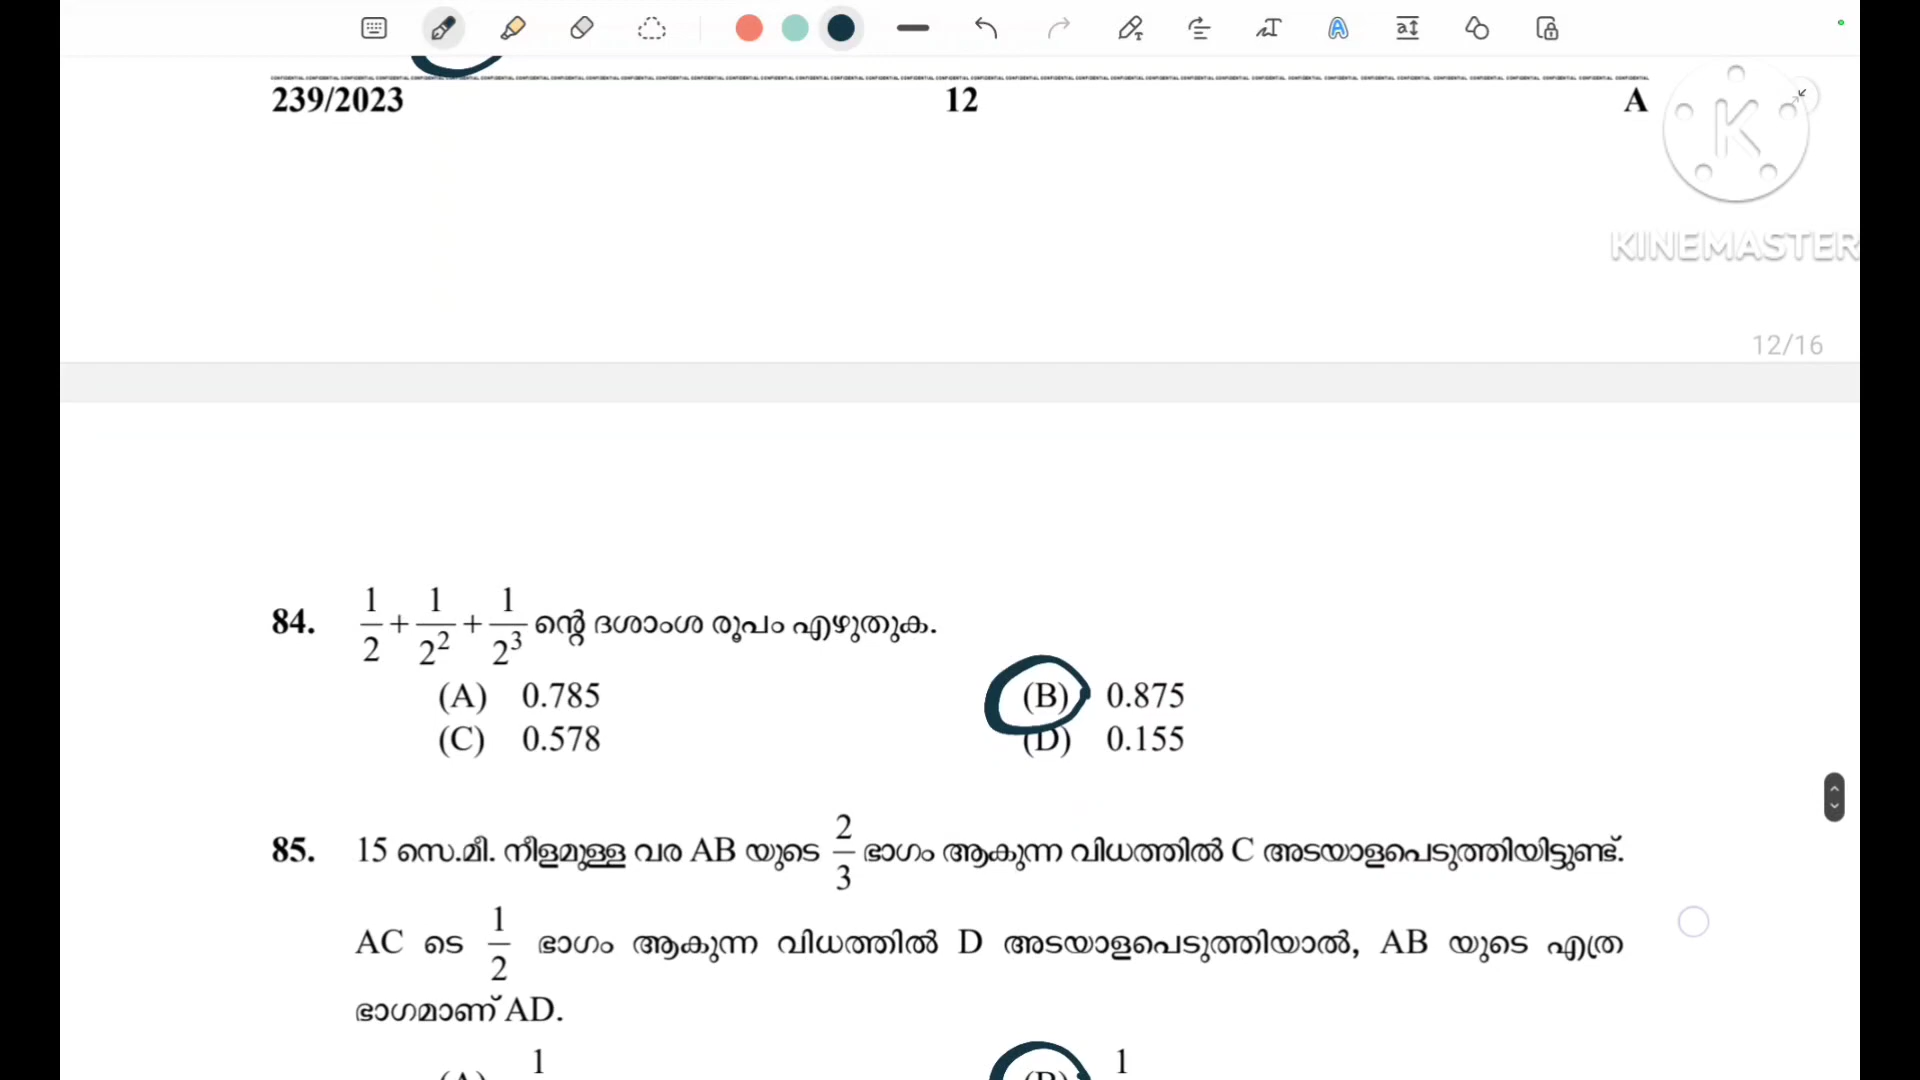 239/2023 12 A
K
KINEMASTER
12/16
84. 1/2 + 1/2² + 1/2³ ന്റെ ദശാംശ രൂപം എഴുതുക.
(A) 0.785 (B) 0.875
(C) 0.578 (D) 0.155
85. 15 സെ.മീ. നീളമുള്ള വര AB യുടെ 2/3 ഭാഗം ആകുന്ന വിധത്തിൽ C അടയാളപെടുത്തിയിട്ടുണ്ട്.
AC ടെ 1/2 ഭാഗം ആകുന്ന വിധത്തിൽ D അടയാളപെടുത്തിയാൽ, AB യുടെ എത്ര
ഭാഗമാണ് AD.
(A) 1 (B) 1